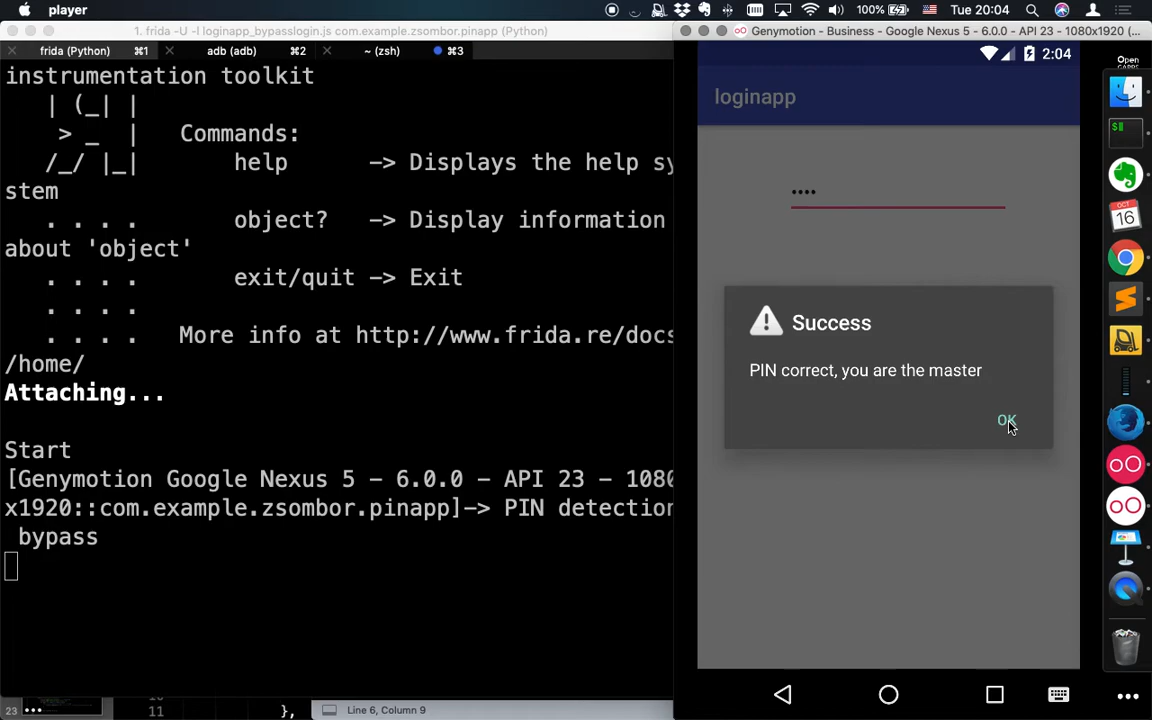 player
100%
Tue 20:04
1. frida -U -l loginapp_bypasslogin.js com.example.zsombor.pinapp (Python)
Genymotion - Business - Google Nexus 5 - 6.0.0 - API 23 - 1080x1920 (...
frida (Python) ⌘1
adb (adb) ⌘2
~ (zsh) ⌘3
instrumentation toolkit
| (_| |
> _ | Commands:
/_/ |_| help -> Displays the help sy
stem
. . . . object? -> Display information
about 'object'
. . . . exit/quit -> Exit
. . . .
. . . . More info at http://www.frida.re/docs
/home/
Attaching...
Start
[Genymotion Google Nexus 5 - 6.0.0 - API 23 - 1080
x1920::com.example.zsombor.pinapp]-> PIN detection
bypass
2:04
loginapp
••••
Success
PIN correct, you are the master
OK
Open
OCT
16
23
11 },
Line 6, Column 9